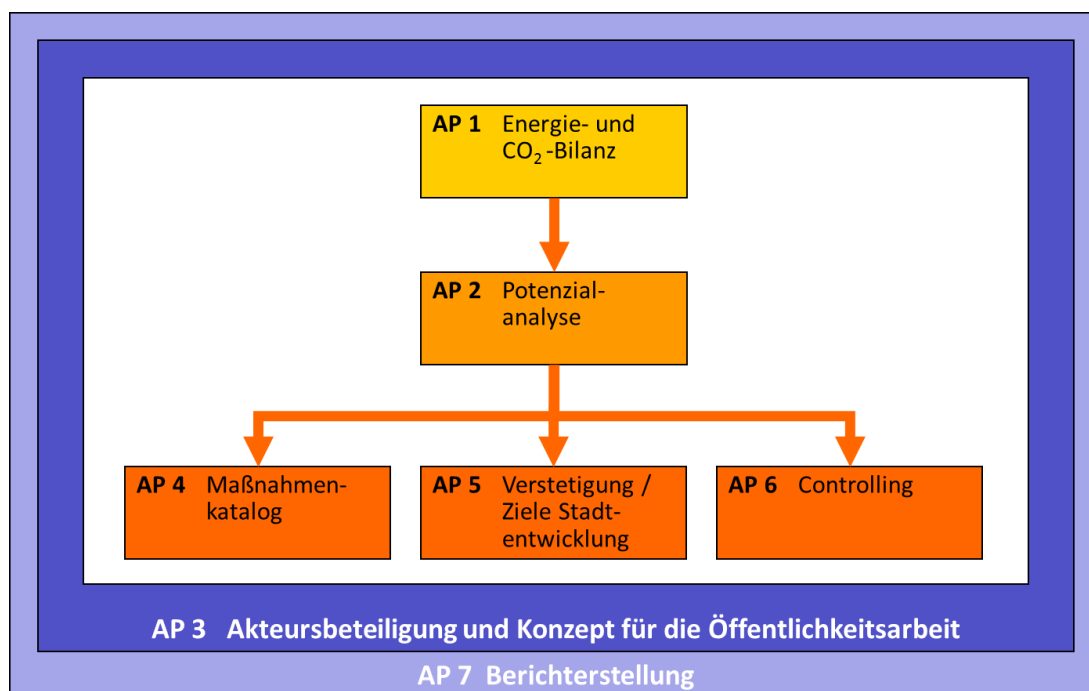 AP 1 Energie- und
CO₂-Bilanz
AP 2 Potenzial-
analyse
AP 4 Maßnahmen-
katalog
AP 5 Verstetigung /
Ziele Stadt-
entwicklung
AP 6 Controlling
AP 3 Akteursbeteiligung und Konzept für die Öffentlichkeitsarbeit
AP 7 Berichterstellung